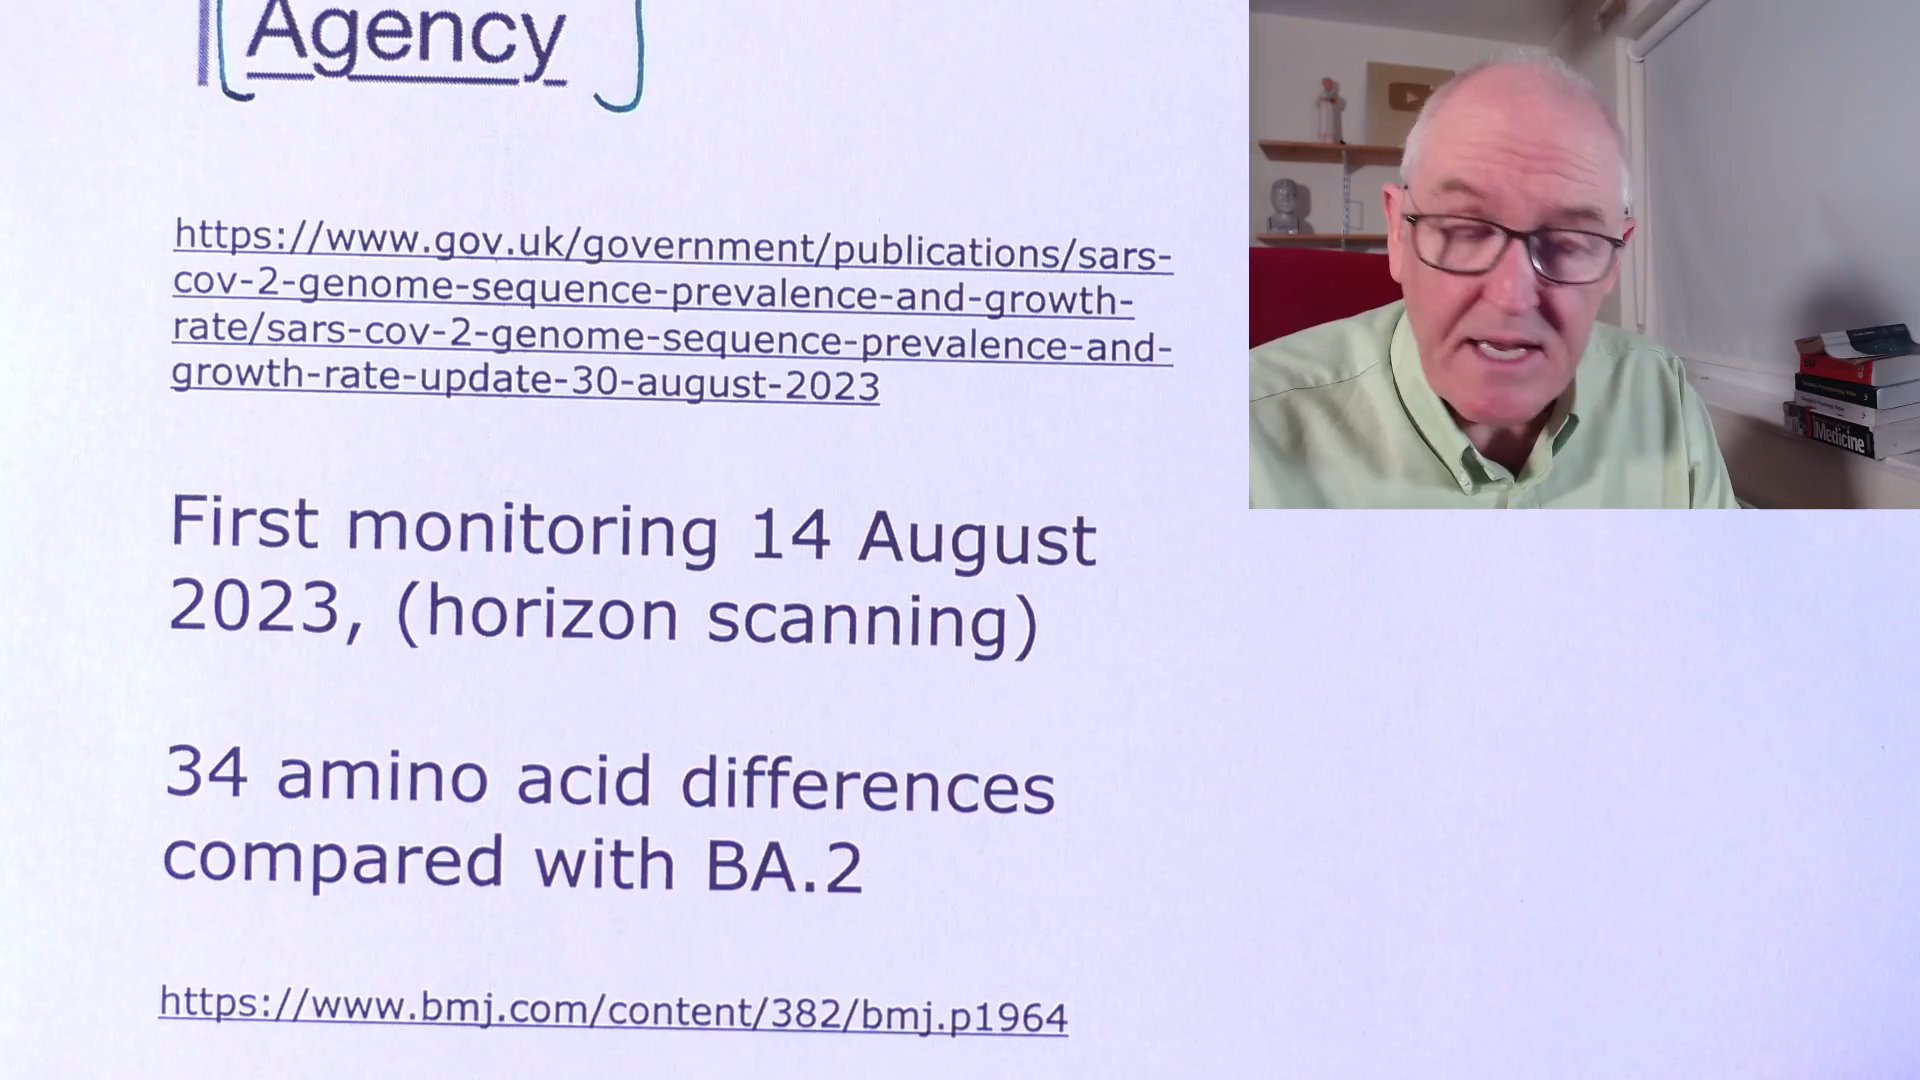 Agency
https://www.gov.uk/government/publications/sars-
cov-2-genome-sequence-prevalence-and-growth-
rate/sars-cov-2-genome-sequence-prevalence-and-
growth-rate-update-30-august-2023
First monitoring 14 August
2023, (horizon scanning)
34 amino acid differences
compared with BA.2
https://www.bmj.com/content/382/bmj.p1964
Medicine